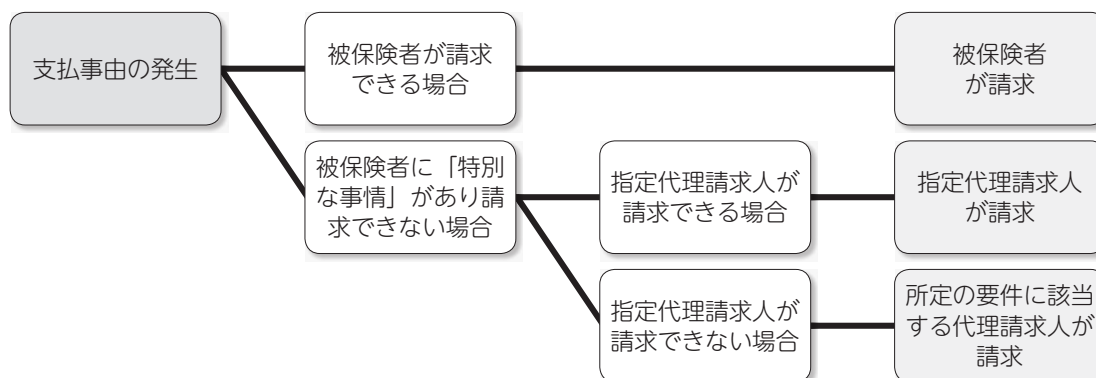 支払事由の発生
被保険者が請求
できる場合
被保険者
が請求
被保険者に「特別
な事情」があり請
求できない場合
指定代理請求人が
請求できる場合
指定代理請求人
が請求
指定代理請求人が
請求できない場合
所定の要件に該当
する代理請求人が
請求